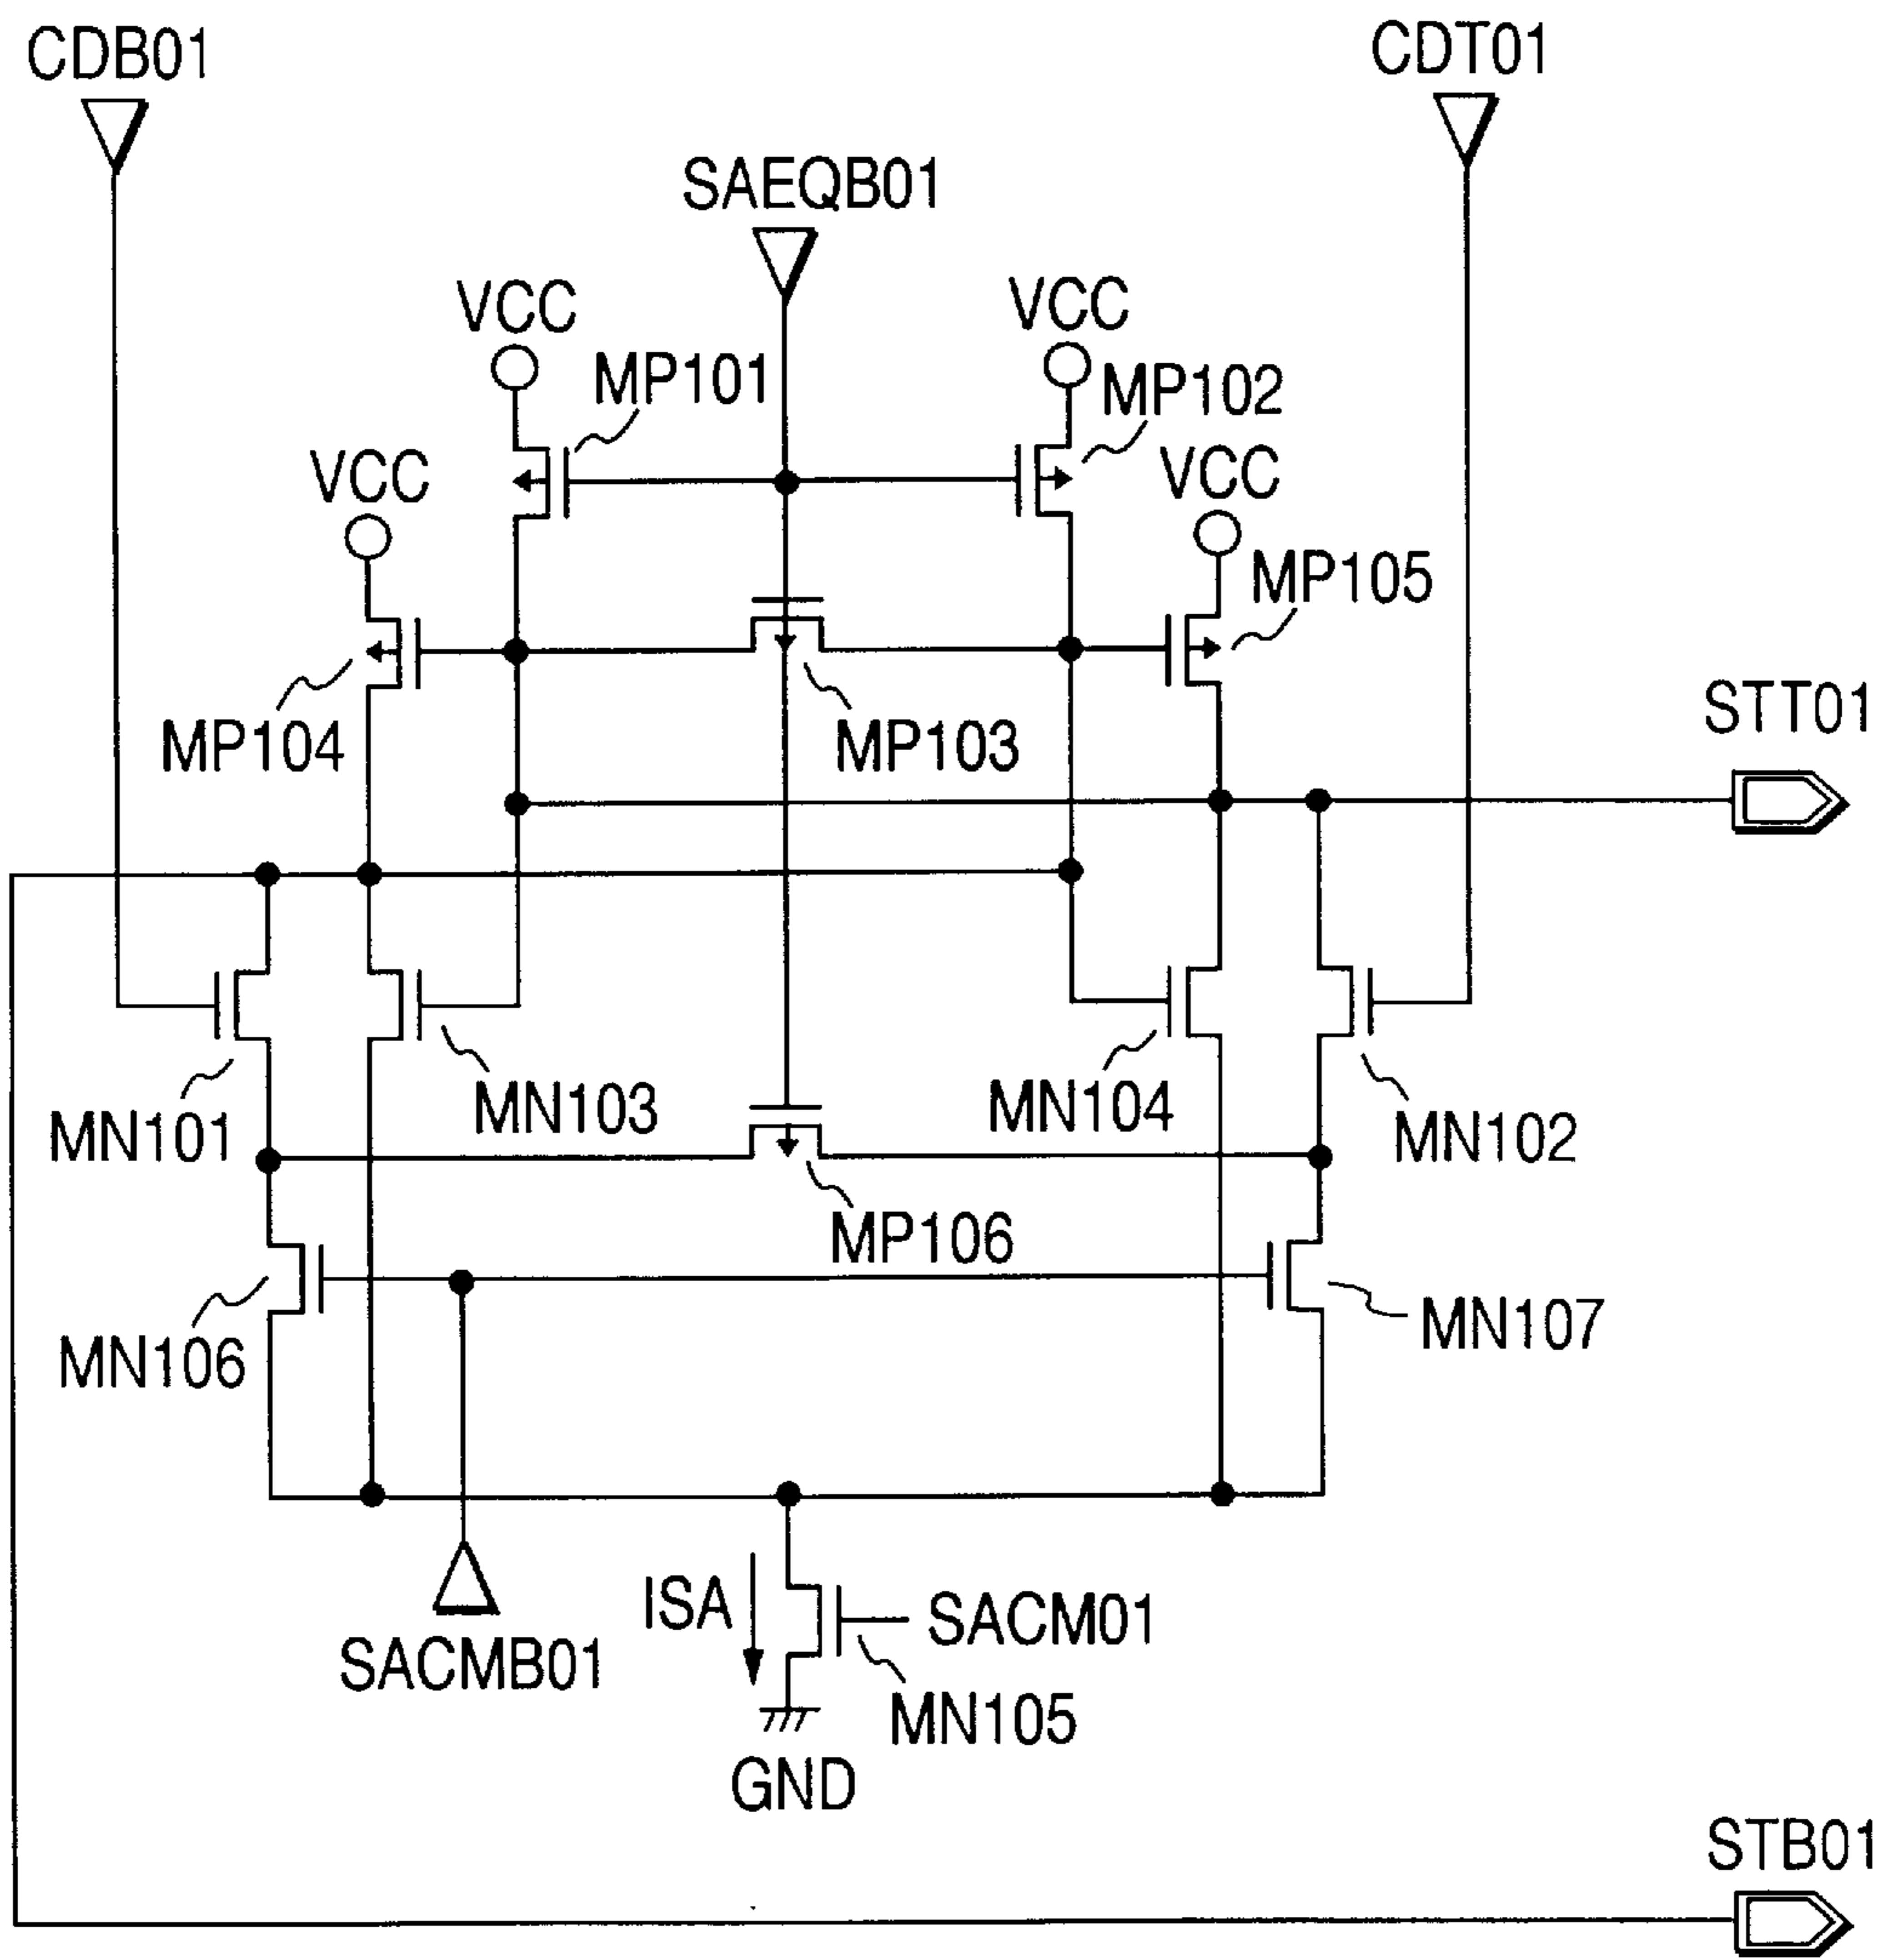 CDB01
CDT01
SAEQB01
VCC
VCC
MP101
MP102
VCC
VCC
MP105
MP104
MP103
STT01
MN101
MN103
MN104
MN102
MP106
MN106
MN107
ISA
SACM01
SACMB01
MN105
GND
STB01